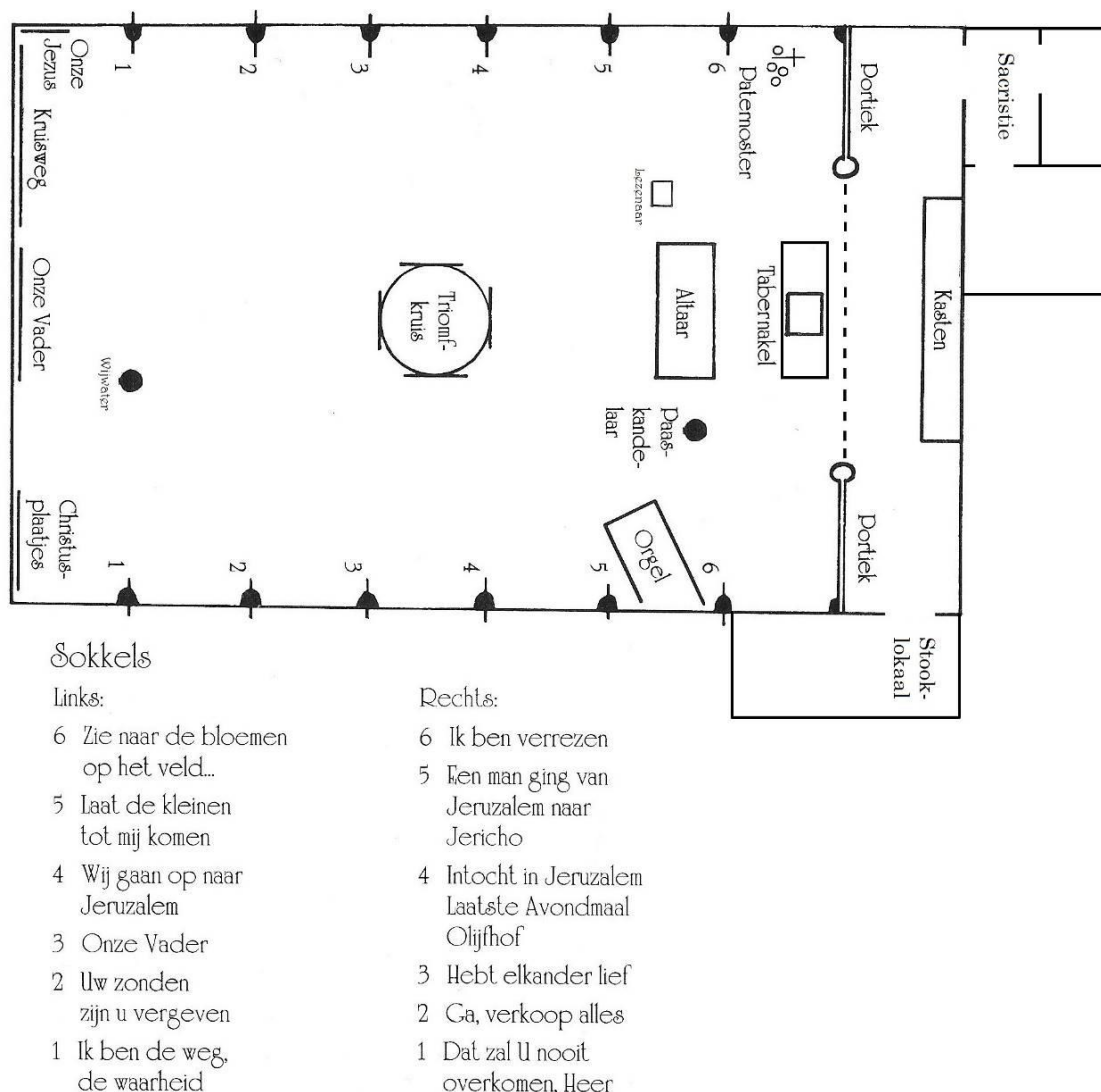 Onze
Jezus
Kruisweg
Onze Vader
Christus-
plaatjes
1
2
3
4
5
6
Paternoster
Portiek
Sacristie
Lezenaar
Triomf-
kruis
Altaar
Tabernakel
Kasten
Wijwater
Paas-
kande-
laar
Orgel
Portiek
1
2
3
4
5
6
Stook-
lokaal
Sokkels
Links:
6 Zie naar de bloemen
op het veld...
5 Laat de kleinen
tot mij komen
4 Wij gaan op naar
Jeruzalem
3 Onze Vader
2 Uw zonden
zijn u vergeven
1 Ik ben de weg,
de waarheid
Rechts:
6 Ik ben verrezen
5 Een man ging van
Jeruzalem naar
Jericho
4 Intocht in Jeruzalem
Laatste Avondmaal
Olijfhof
3 Hebt elkander lief
2 Ga, verkoop alles
1 Dat zal U nooit
overkomen, Heer